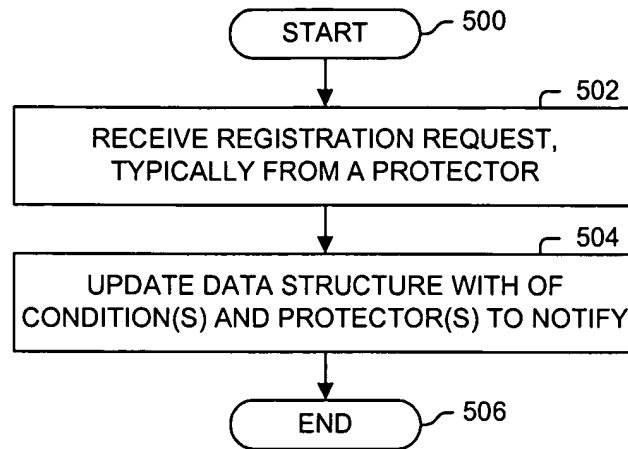 START
500
502
RECEIVE REGISTRATION REQUEST,
TYPICALLY FROM A PROTECTOR
504
UPDATE DATA STRUCTURE WITH OF
CONDITION(S) AND PROTECTOR(S) TO NOTIFY
END
506